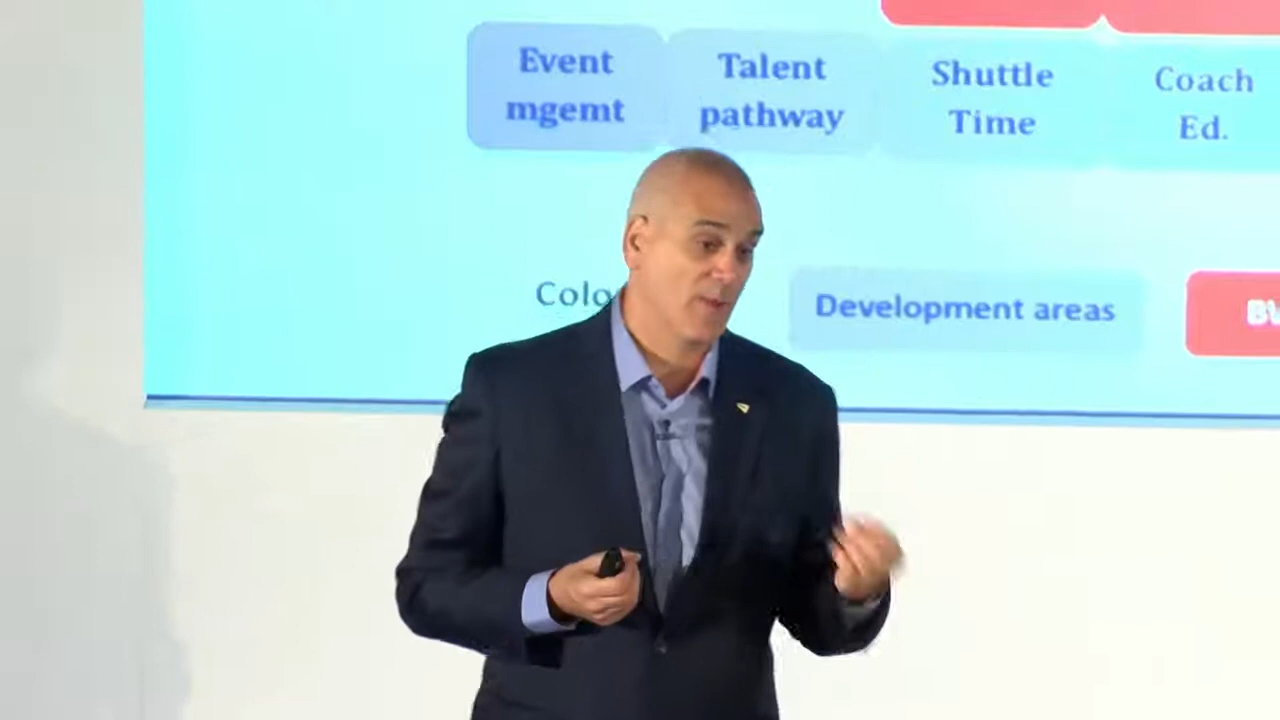 Event
mgemt
Talent
pathway
Shuttle
Time
Coach
Ed.
Development areas